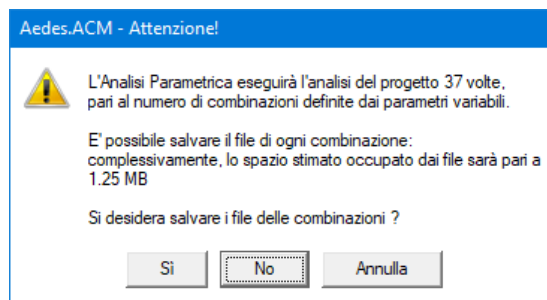 Aedes.ACM - Attenzione!
L'Analisi Parametrica eseguirà l'analisi del progetto 37 volte,
pari al numero di combinazioni definite dai parametri variabili.
E' possibile salvare il file di ogni combinazione:
complessivamente, lo spazio stimato occupato dai file sarà pari a
1.25 MB
Si desidera salvare i file delle combinazioni ?
Sì No Annulla